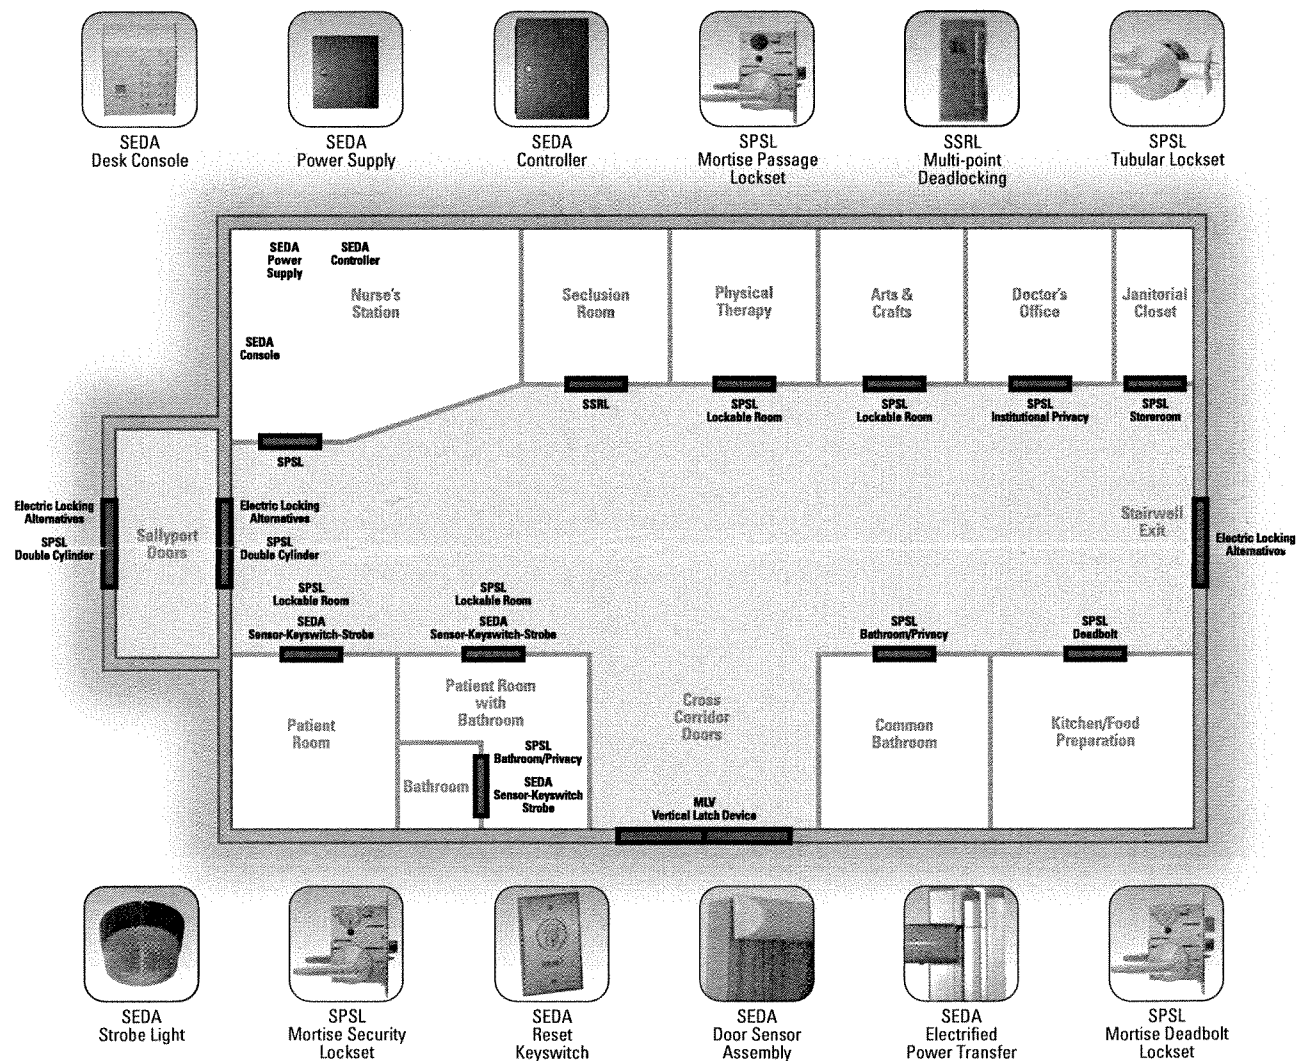 SEDA
Desk Console
SEDA
Power Supply
SEDA
Controller
SPSL
Mortise Passage
Lockset
SSRL
Multi-point
Deadlocking
SPSL
Tubular Lockset
SEDA
Power
Supply
SEDA
Controller
Nurse's
Station
SEDA
Console
Seclusion
Room
Physical
Therapy
Arts &
Crafts
Doctor's
Office
Janitorial
Closet
SSRL
SPSL
Lockable Room
SPSL
Lockable Room
SPSL
Institutional Privacy
SPSL
Storeroom
SPSL
Electric Locking
Alternatives
SPSL
Double Cylinder
Sallyport
Doors
Electric Locking
Alternatives
SPSL
Double Cylinder
Stairwell
Exit
Electric Locking
Alternatives
SPSL
Lockable Room
SEDA
Sensor-Keyswitch-Strobe
SPSL
Lockable Room
SEDA
Sensor-Keyswitch-Strobe
SPSL
Bathroom/Privacy
SPSL
Deadbolt
Patient
Room
Patient Room
with
Bathroom
Bathroom
SPSL
Bathroom/Privacy
SEDA
Sensor-Keyswitch
Strobe
Cross
Corridor
Doors
MLV
Vertical Latch Device
Common
Bathroom
Kitchen/Food
Preparation
SEDA
Strobe Light
SPSL
Mortise Security
Lockset
SEDA
Reset
Keyswitch
SEDA
Door Sensor
Assembly
SEDA
Electrified
Power Transfer
SPSL
Mortise Deadbolt
Lockset